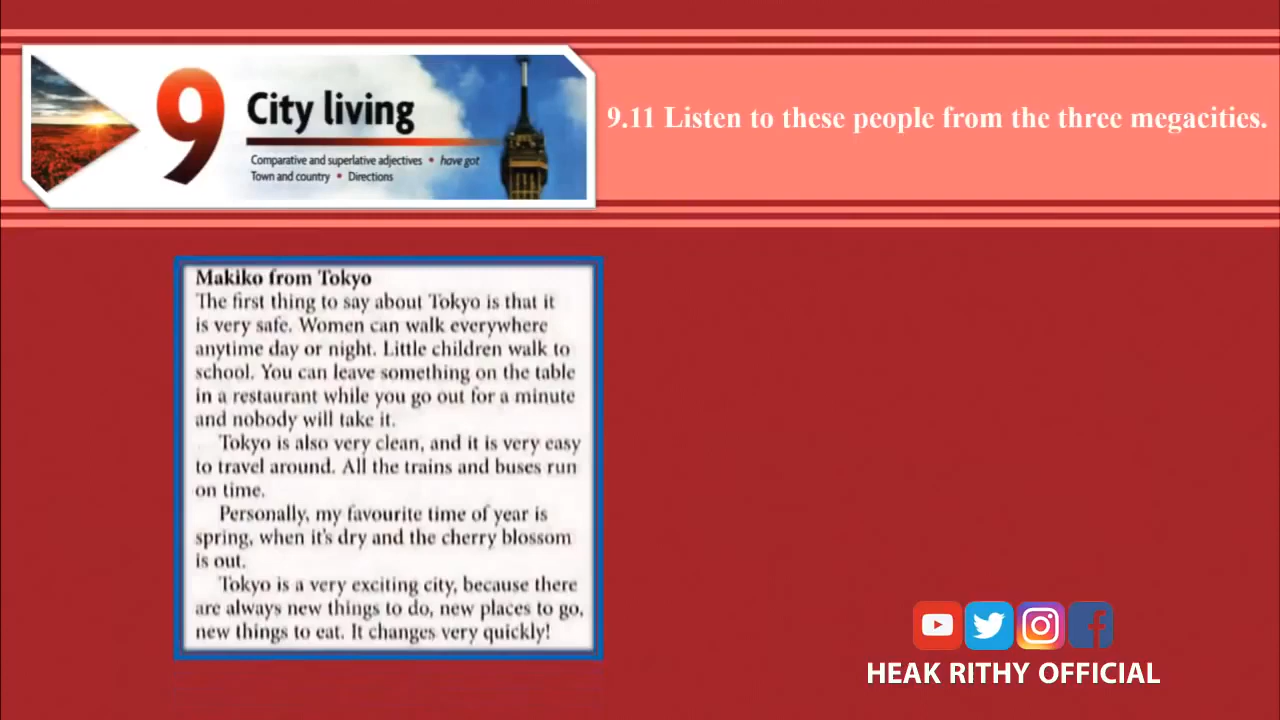 9 City living
Comparative and superlative adjectives • have got
Town and country • Directions
9.11 Listen to these people from the three megacities.
Makiko from Tokyo
The first thing to say about Tokyo is that it
is very safe. Women can walk everywhere
anytime day or night. Little children walk to
school. You can leave something on the table
in a restaurant while you go out for a minute
and nobody will take it.
Tokyo is also very clean, and it is very easy
to travel around. All the trains and buses run
on time.
Personally, my favourite time of year is
spring, when it's dry and the cherry blossom
is out.
Tokyo is a very exciting city, because there
are always new things to do, new places to go,
new things to eat. It changes very quickly!
HEAK RITHY OFFICIAL